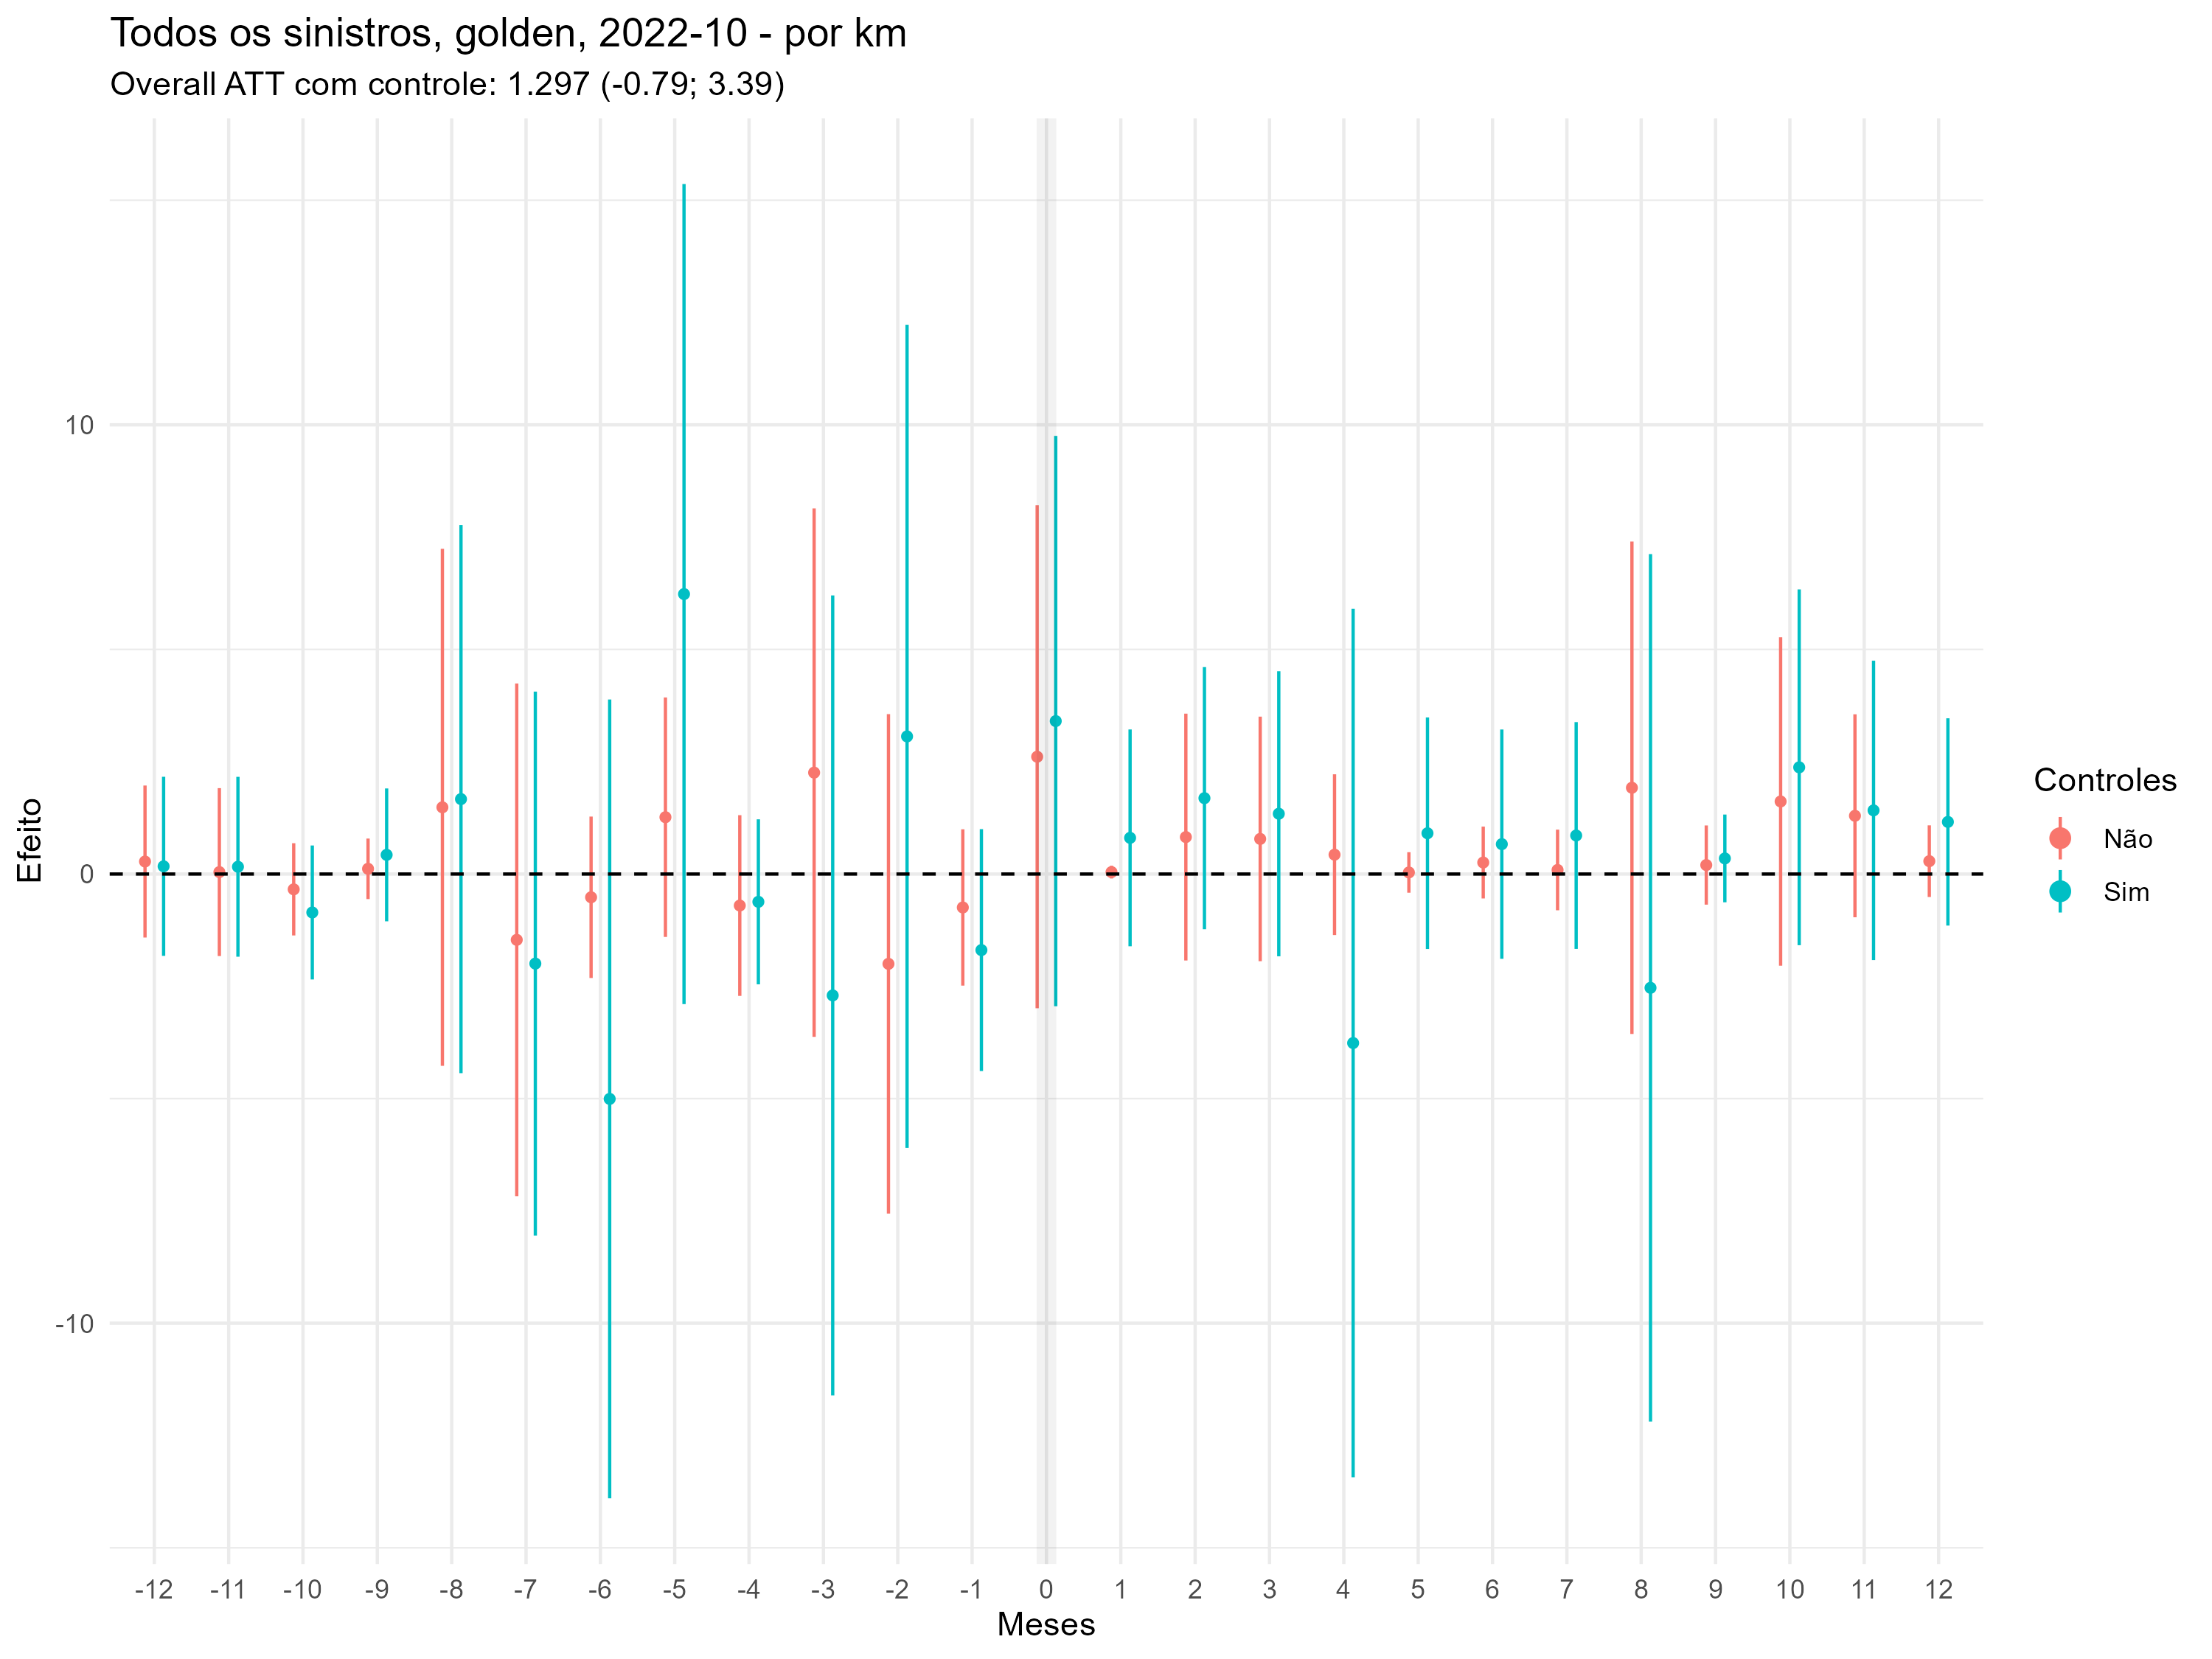 Todos os sinistros, golden, 2022-10 - por km
Overall ATT com controle: 1.297 (-0.79; 3.39)
Efeito
10
0
-10
-12 -11 -10 -9 -8 -7 -6 -5 -4 -3 -2 -1 0 1 2 3 4 5 6 7 8 9 10 11 12
Meses
Controles
Não
Sim